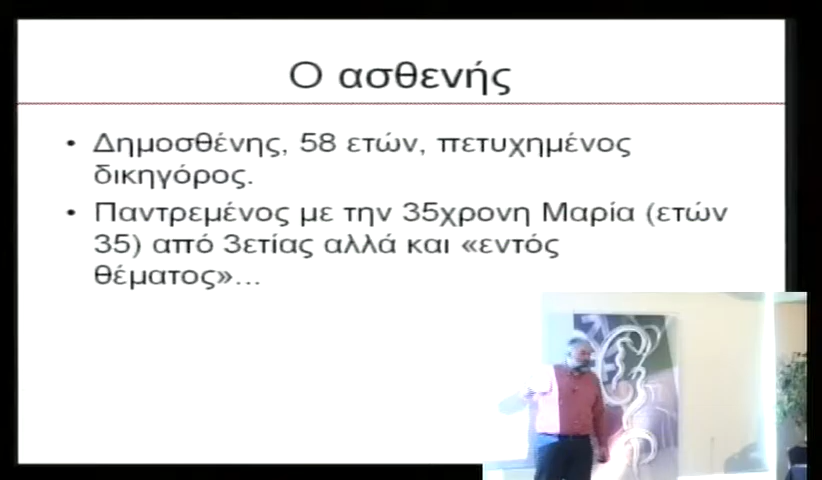 Ο ασθενής
• Δημοσθένης, 58 ετών, πετυχημένος
δικηγόρος.
• Παντρεμένος με την 35χρονη Μαρία (ετών
35) από 3ετίας αλλά και «εντός
θέματος»...